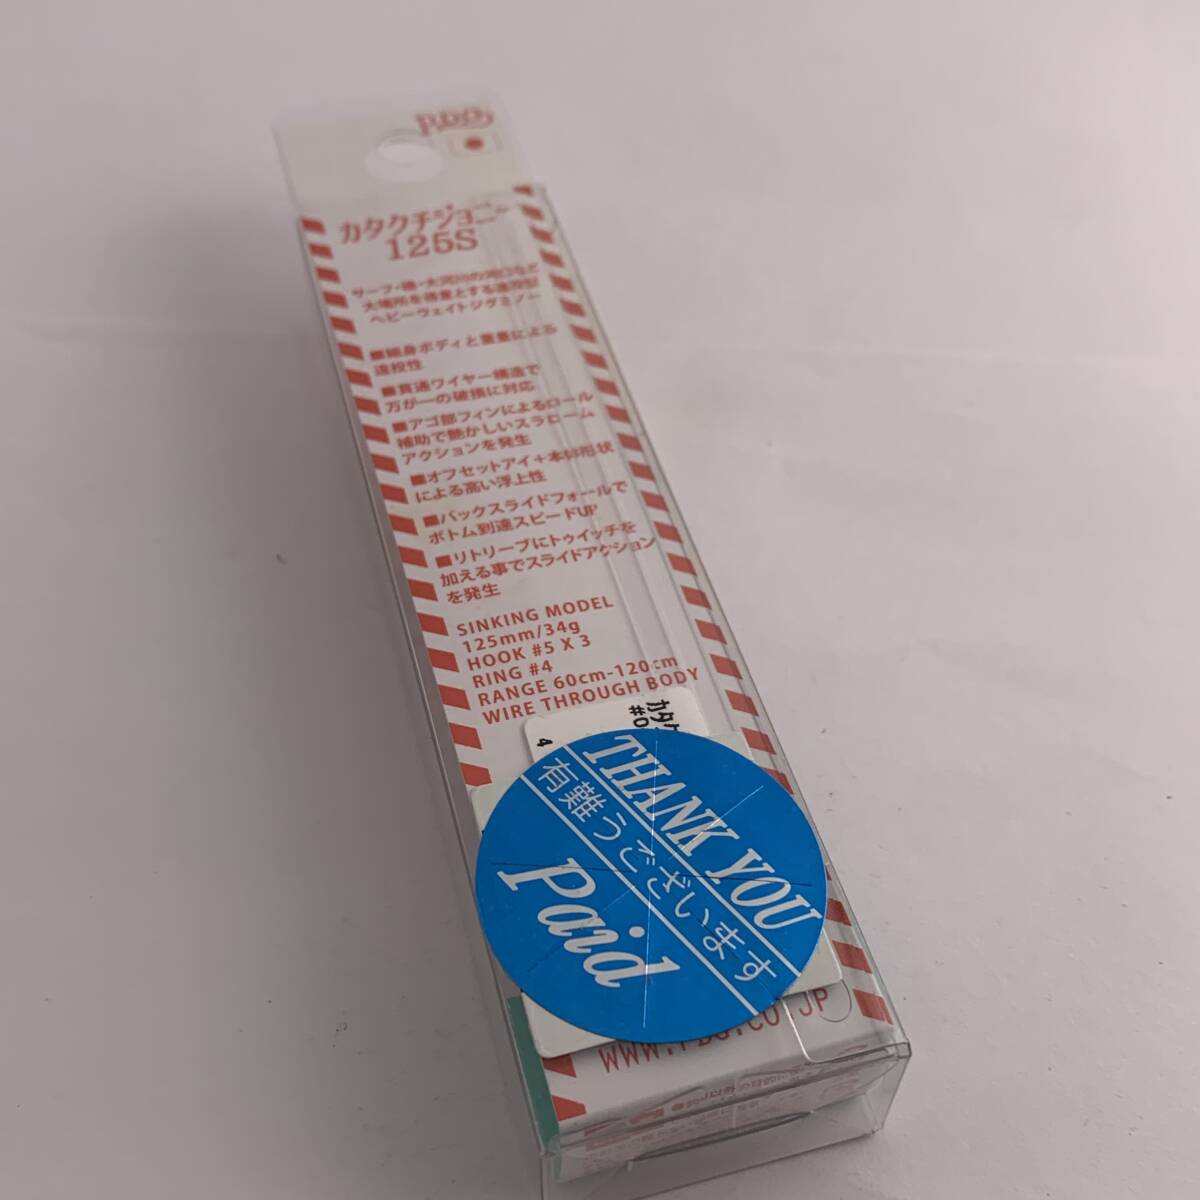 カタクチジョニー
125S
サーフ・磯・大河川の河口など
大場所を得意とする遠投型
ヘビーウェイトジグミノー
■細身ボディと重量による
遠投性
■貫通ワイヤー構造で
万が一の破損に対応
■アゴ部フィンによるロール
補助で艶かしいスラローム
アクションを発生
■オフセットアイ+本体形状
による高い浮上性
■バックスライドフォールで
ボトム到達スピードUP
■リトリーブにトゥイッチを
加える事でスライドアクション
を発生
SINKING MODEL
125mm/34g
HOOK #5 X 3
RING #4
RANGE 60cm-120cm
WIRE THROUGH BODY
カタク
4
THANK YOU
有難うございます
Paid